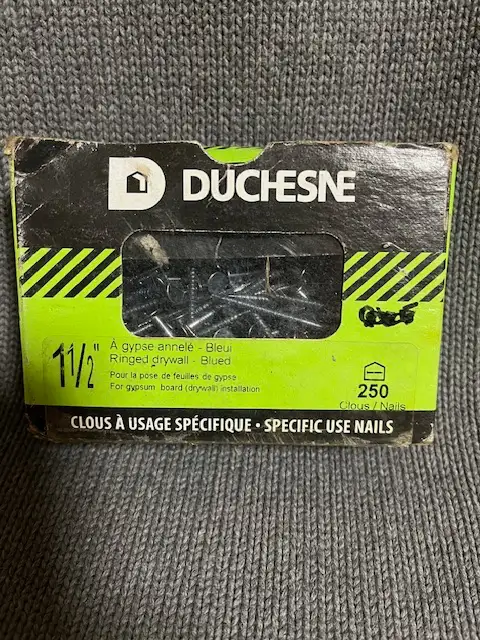 D DUCHESNE
1 1/2"
À gypse annelé - Bleui
Ringed drywall - Blued
Pour la pose de feuilles de gypse
For gypsum board (drywall) installation
250
Clous / Nails
CLOUS À USAGE SPÉCIFIQUE • SPECIFIC USE NAILS